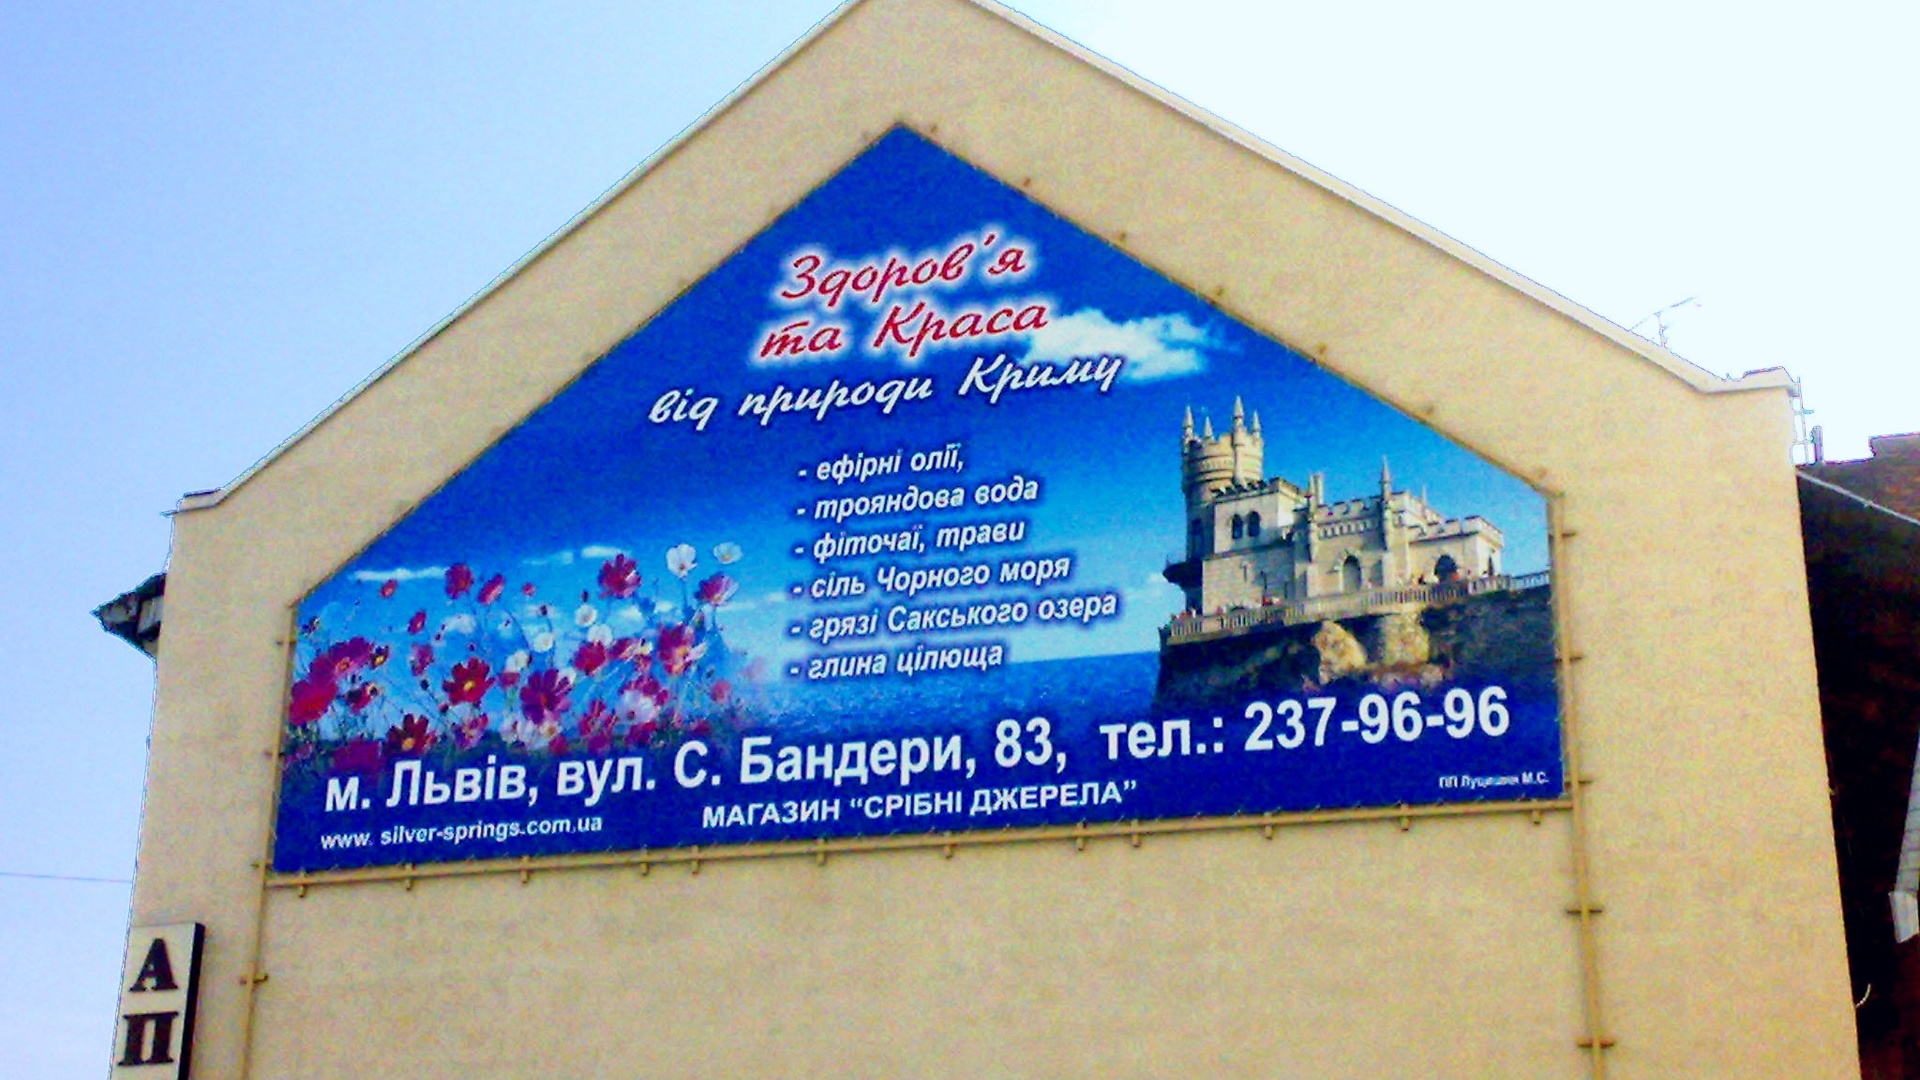 Здоров'я
та Краса
від природи Криму
- ефірні олії,
- трояндова вода
- фіточаї, трави
- сіль Чорного моря
- грязі Сакського озера
- глина цілюща
м. Львів, вул. С. Бандери, 83, тел.: 237-96-96
МАГАЗИН “СРІБНІ ДЖЕРЕЛА”
www. silver-springs.com.ua
ПП М.С.
А
П